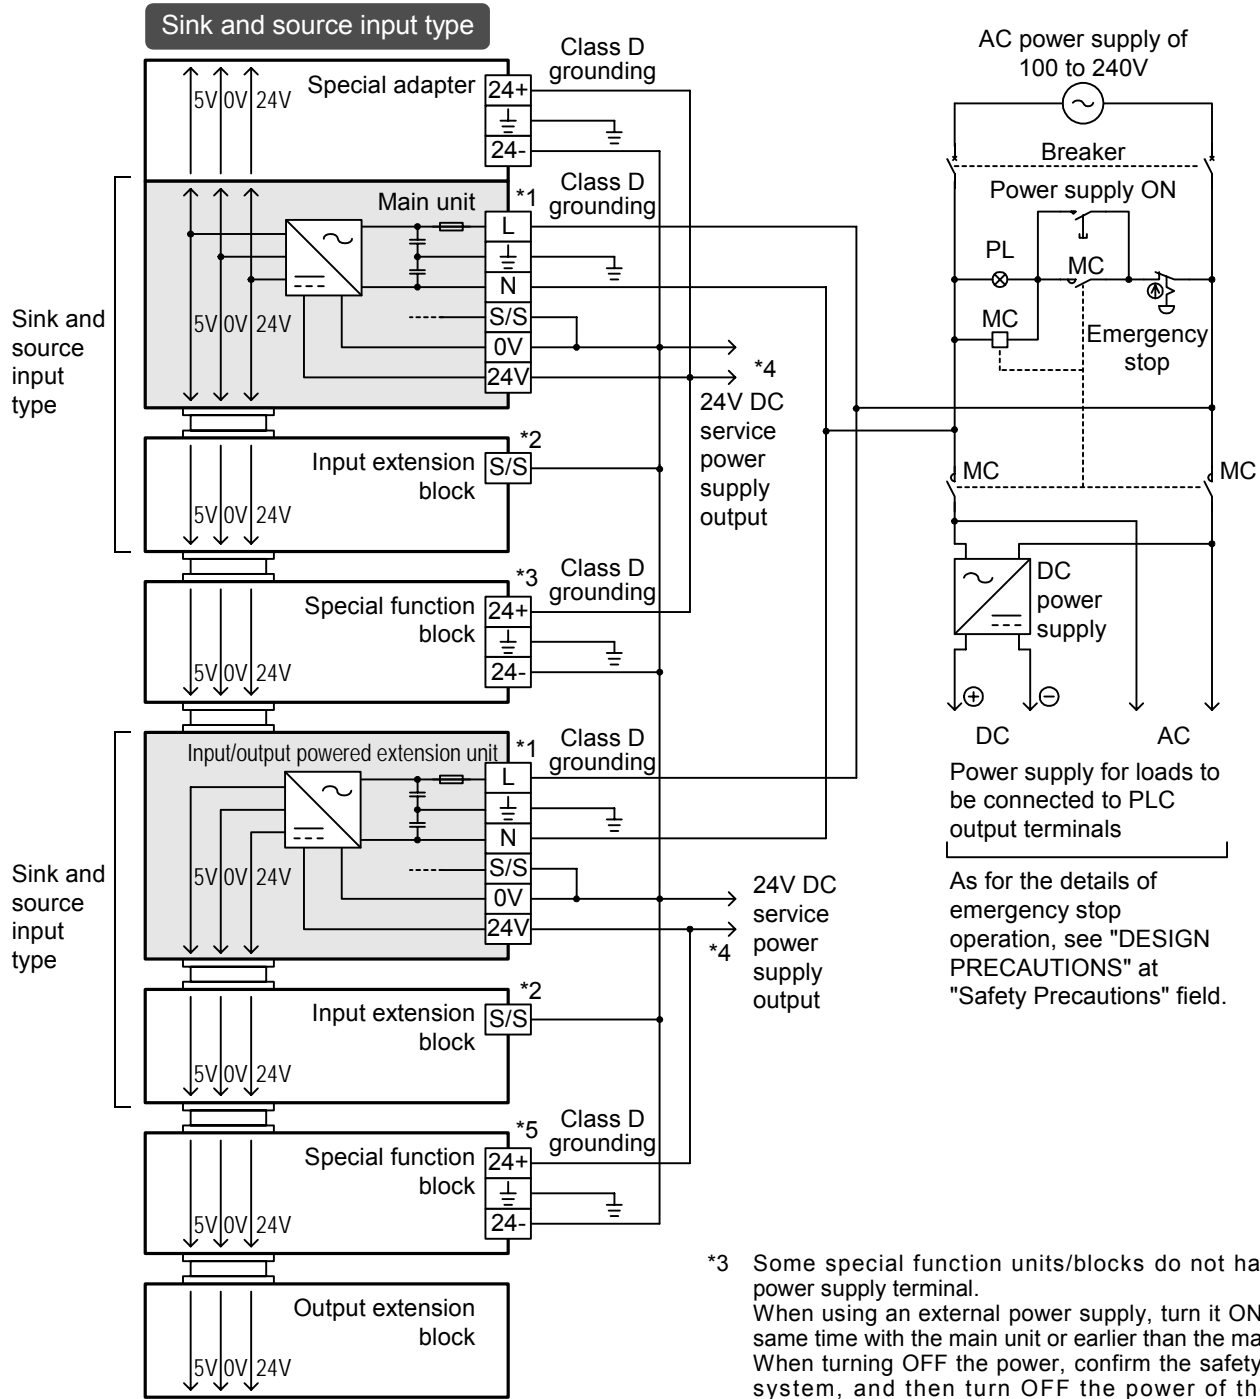 Sink and source input type
Special adapter
5V 0V 24V
24+
24-
Class D
grounding
Main unit
*1
Class D
grounding
L
N
S/S
0V
24V
5V 0V 24V
*4
24V DC
service
power
supply
output
Sink and
source
input
type
Input extension
block
*2
S/S
5V 0V 24V
Special function
block
*3
Class D
grounding
24+
24-
5V 0V 24V
Input/output powered extension unit
*1
Class D
grounding
L
N
S/S
0V
24V
5V 0V 24V
*4
24V DC
service
power
supply
output
Sink and
source
input
type
Input extension
block
*2
S/S
5V 0V 24V
Special function
block
*5
Class D
grounding
24+
24-
5V 0V 24V
Output extension
block
5V 0V 24V
AC power supply of
100 to 240V
Breaker
Power supply ON
PL
MC
MC
Emergency
stop
MC
MC
DC
power
supply
DC
AC
Power supply for loads to
be connected to PLC
output terminals
As for the details of
emergency stop
operation, see "DESIGN
PRECAUTIONS" at
"Safety Precautions" field.
*3 Some special function units/blocks do not ha
power supply terminal.
When using an external power supply, turn it ON
same time with the main unit or earlier than the ma
When turning OFF the power, confirm the safety
system, and then turn OFF the power of th